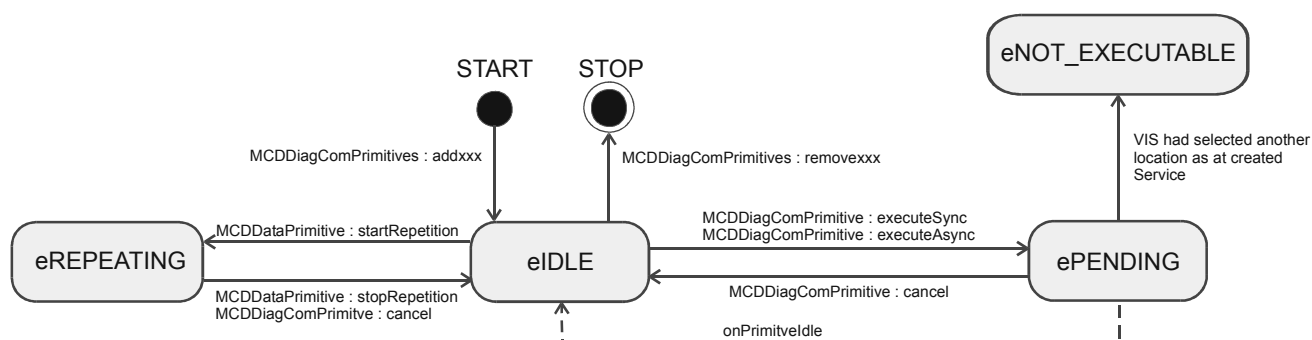 eNOT_EXECUTABLE
START
STOP
MCDDiagComPrimitives : addxxx
MCDDiagComPrimitives : removexxx
VIS had selected another
location as at created
Service
MCDDataPrimitive : startRepetition
MCDDiagComPrimitive : executeSync
MCDDiagComPrimitive : executeAsync
eREPEATING
eIDLE
ePENDING
MCDDataPrimitive : stopRepetition
MCDDiagComPrimitve : cancel
MCDDiagComPrimitive : cancel
onPrimitveIdle